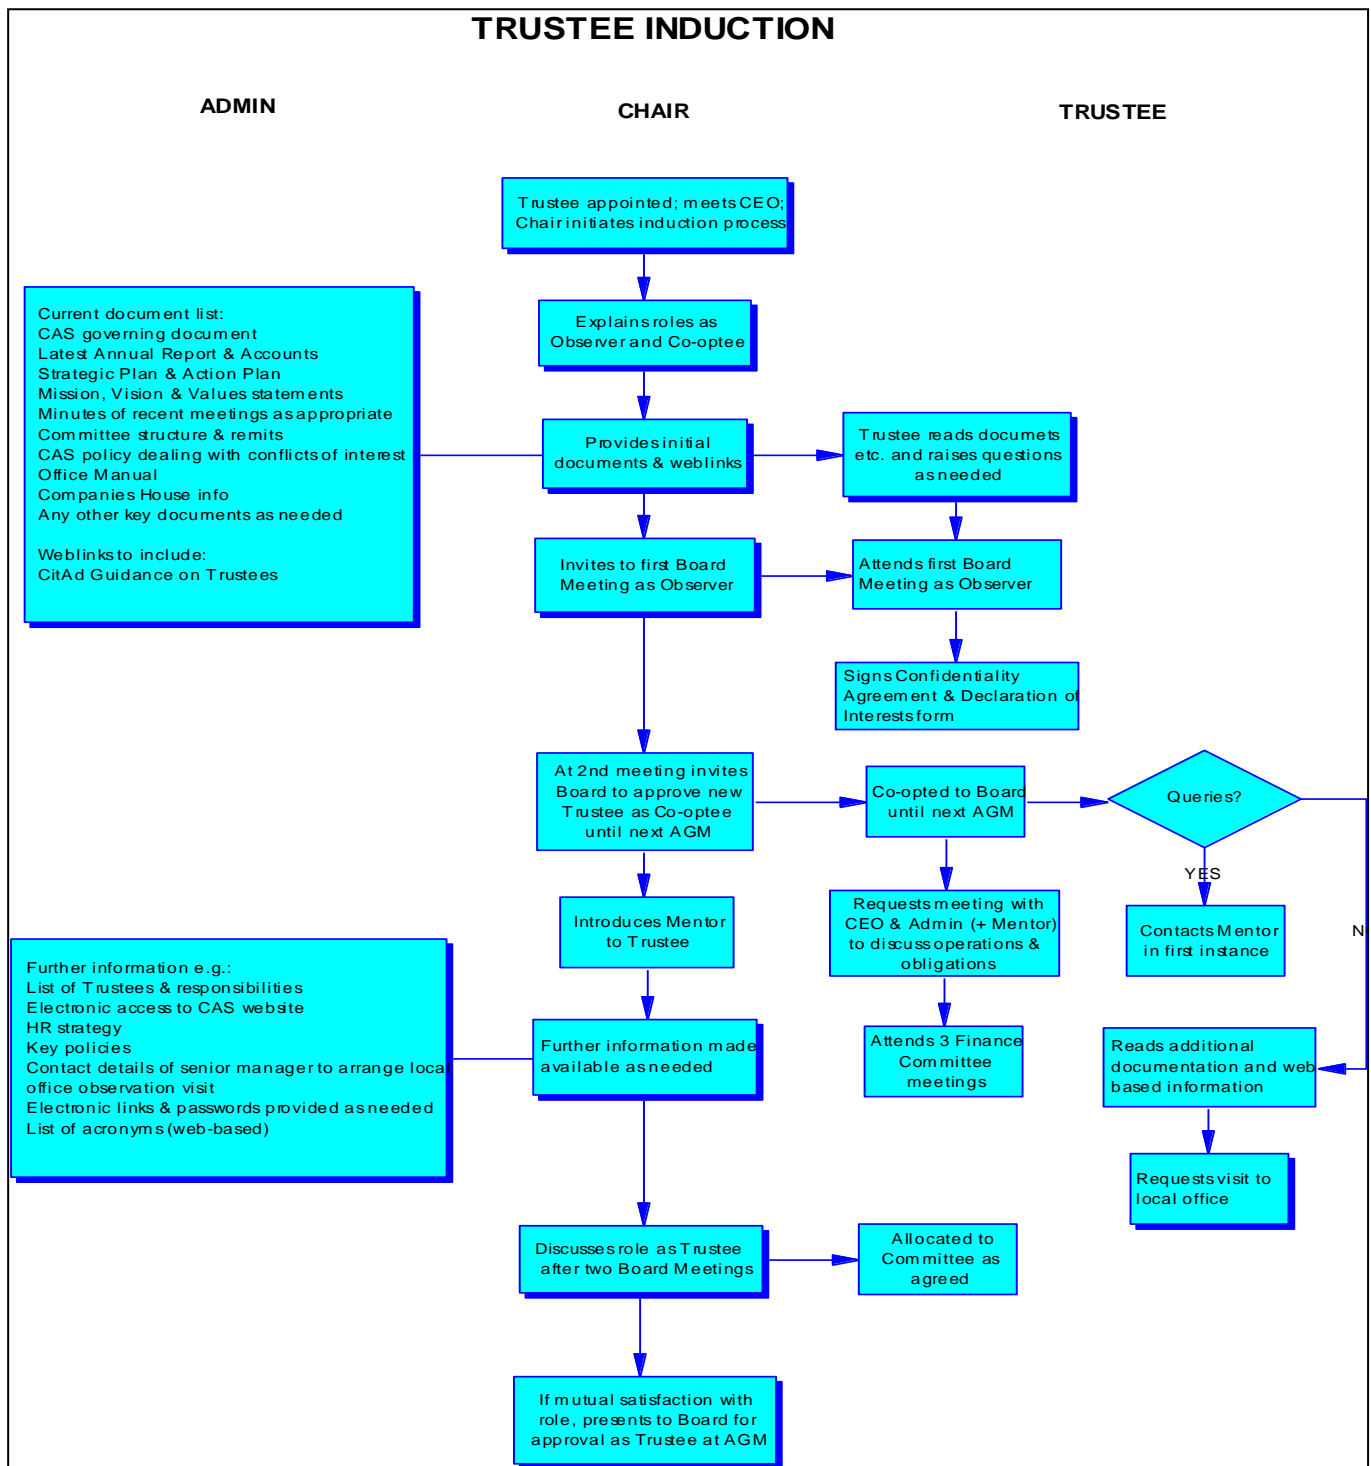 TRUSTEE INDUCTION
ADMIN
CHAIR
TRUSTEE
Trustee appointed; meets CEO;
Chair initiates induction process
Explains roles as
Observer and Co-optee
Current document list:
CAS governing document
Latest Annual Report & Accounts
Strategic Plan & Action Plan
Mission, Vision & Values statements
Minutes of recent meetings as appropriate
Committee structure & remits
CAS policy dealing with conflicts of interest
Office Manual
Companies House info
Any other key documents as needed
Weblinks to include:
CitAd Guidance on Trustees
Provides initial
documents & weblinks
Trustee reads documets
etc. and raises questions
as needed
Invites to first Board
Meeting as Observer
Attends first Board
Meeting as Observer
Signs Confidentiality
Agreement & Declaration of
Interests form
At 2nd meeting invites
Board to approve new
Trustee as Co-optee
until next AGM
Co-opted to Board
until next AGM
Queries?
YES
Introduces Mentor
to Trustee
Requests meeting with
CEO & Admin (+ Mentor)
to discuss operations &
obligations
Contacts Mentor
in first instance
N
Further information e.g.:
List of Trustees & responsibilities
Electronic access to CAS website
HR strategy
Key policies
Contact details of senior manager to arrange local
office observation visit
Electronic links & passwords provided as needed
List of acronyms (web-based)
Further information made
available as needed
Attends 3 Finance
Committee
meetings
Reads additional
documentation and web
based information
Requests visit to
local office
Discusses role as Trustee
after two Board Meetings
Allocated to
Committee as
agreed
If mutual satisfaction with
role, presents to Board for
approval as Trustee at AGM